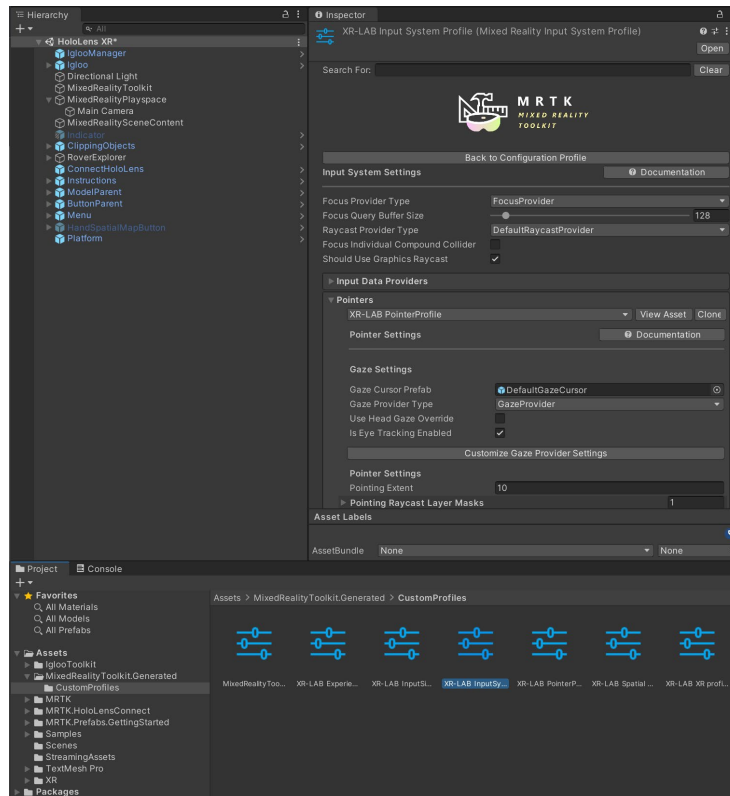 Hierarchy
All
HoloLens XR*
IglooManager
Igloo
Directional Light
MixedRealityToolkit
MixedRealityPlayspace
Main Camera
MixedRealitySceneContent
Indicator
ClippingObjects
RoverExplorer
ConnectHoloLens
Instructions
ModelParent
ButtonParent
Menu
HandSpatialMapButton
Platform
Inspector
XR-LAB Input System Profile (Mixed Reality Input System Profile)
Open
Search For:
Clear
MRTK
MIXED REALITY
TOOLKIT
Back to Configuration Profile
Input System Settings
Documentation
Focus Provider Type
FocusProvider
Focus Query Buffer Size
128
Raycast Provider Type
DefaultRaycastProvider
Focus Individual Compound Collider
Should Use Graphics Raycast
Input Data Providers
Pointers
XR-LAB PointerProfile
View Asset
Clone
Pointer Settings
Documentation
Gaze Settings
Gaze Cursor Prefab
DefaultGazeCursor
Gaze Provider Type
GazeProvider
Use Head Gaze Override
Is Eye Tracking Enabled
Customize Gaze Provider Settings
Pointer Settings
Pointing Extent
10
Pointing Raycast Layer Masks
1
Asset Labels
AssetBundle
None
None
Project
Console
Favorites
All Materials
All Models
All Prefabs
Assets
IglooToolkit
MixedRealityToolkit.Generated
CustomProfiles
MRTK
MRTK.HoloLensConnect
MRTK.Prefabs.GettingStarted
Samples
Scenes
StreamingAssets
TextMesh Pro
XR
Packages
Assets > MixedRealityToolkit.Generated > CustomProfiles
MixedRealityToo...
XR-LAB Experie...
XR-LAB InputSi...
XR-LAB InputSy...
XR-LAB PointerP...
XR-LAB Spatial ...
XR-LAB XR profi...